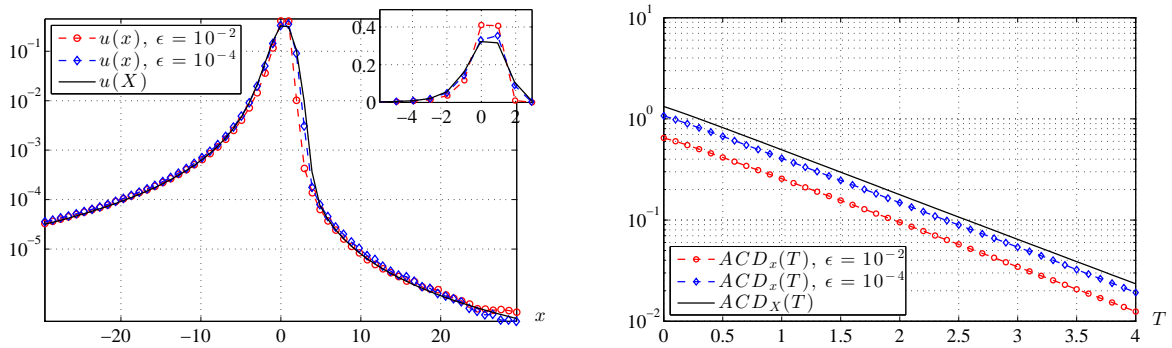 10^{-1}
10^{-2}
10^{-3}
10^{-4}
10^{-5}
−20 −10 0 10 20 x
u(x), ϵ = 10^{-2}
u(x), ϵ = 10^{-4}
u(X)
0.4
0.2
0
−4 −2 0 2
10^{1}
10^{0}
10^{-1}
10^{-2}
0 0.5 1 1.5 2 2.5 3 3.5 4 T
ACD_x(T), ϵ = 10^{-2}
ACD_x(T), ϵ = 10^{-4}
ACD_X(T)